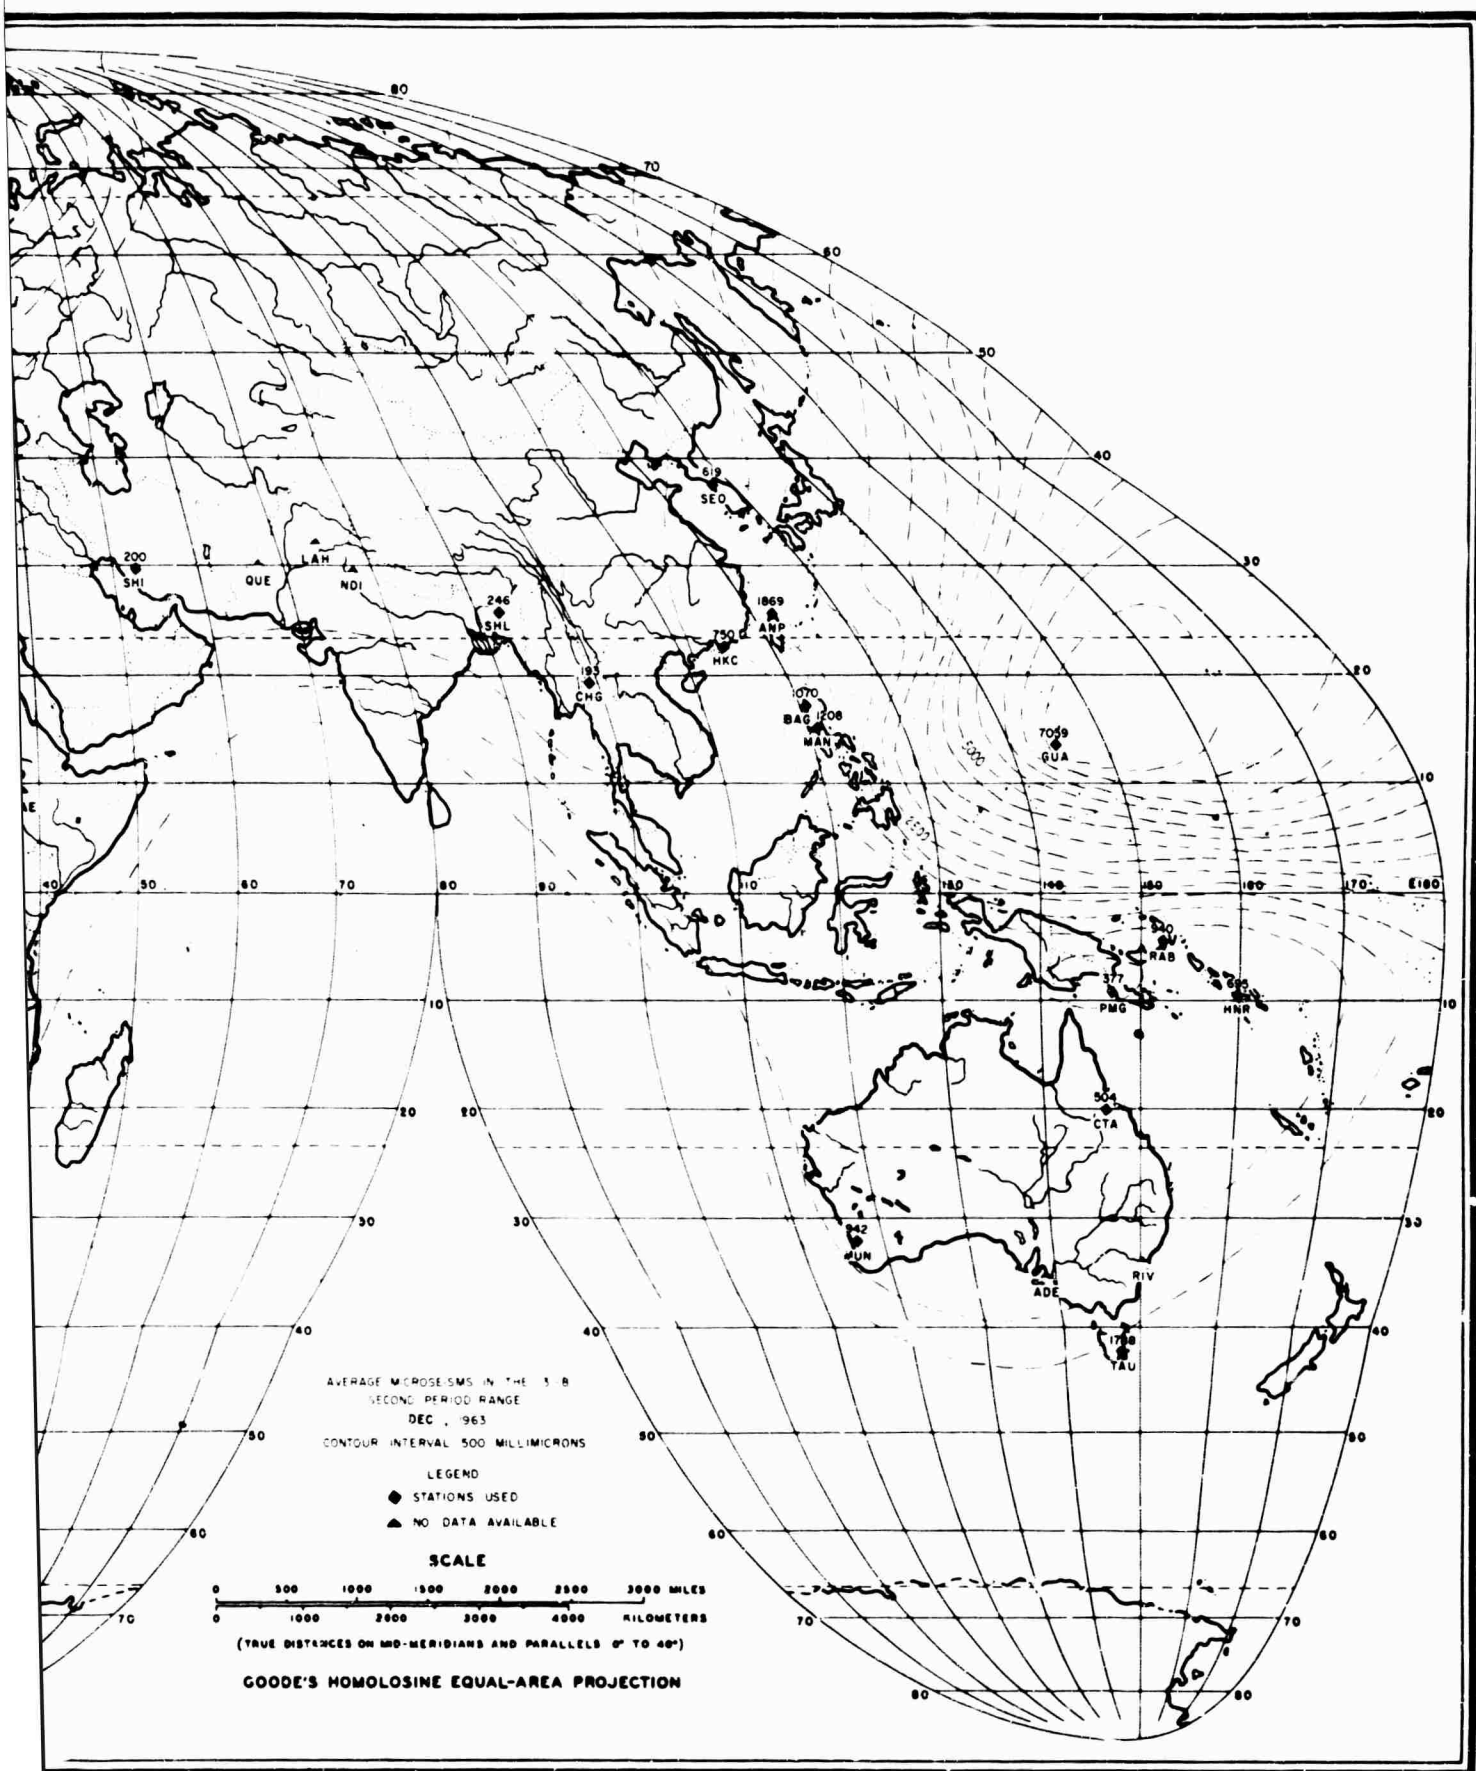 80
70
60
50
40
619
SEO
30
200
SHI
QUE
LAH
NDI
246
SHL
1869
ANP
750
HKC
20
193
CHG
1070
BAG
1208
MAN
7059
GUA
5000
10
2500
40 50 60 70 80 90 110 130 140 150 160 170 E180
940
RAB
377
PMG
695
HNR
10 10
504
CTA
20 20 20
30 30 30
942
MUN
RIV
ADE
40 40 40
TAU
AVERAGE MICROSEISMS IN THE 3-8
SECOND PERIOD RANGE
DEC , 1963
CONTOUR INTERVAL 500 MILLIMICRONS
50 50 50
LEGEND
STATIONS USED
NO DATA AVAILABLE
60 60 60
SCALE
0 500 1000 1500 2000 2500 3000 MILES
0 1000 2000 3000 4000 KILOMETERS
70 70 70
(TRUE DISTANCES ON MID-MERIDIANS AND PARALLELS 0° TO 40°)
GOODE'S HOMOLOSINE EQUAL-AREA PROJECTION
80 80